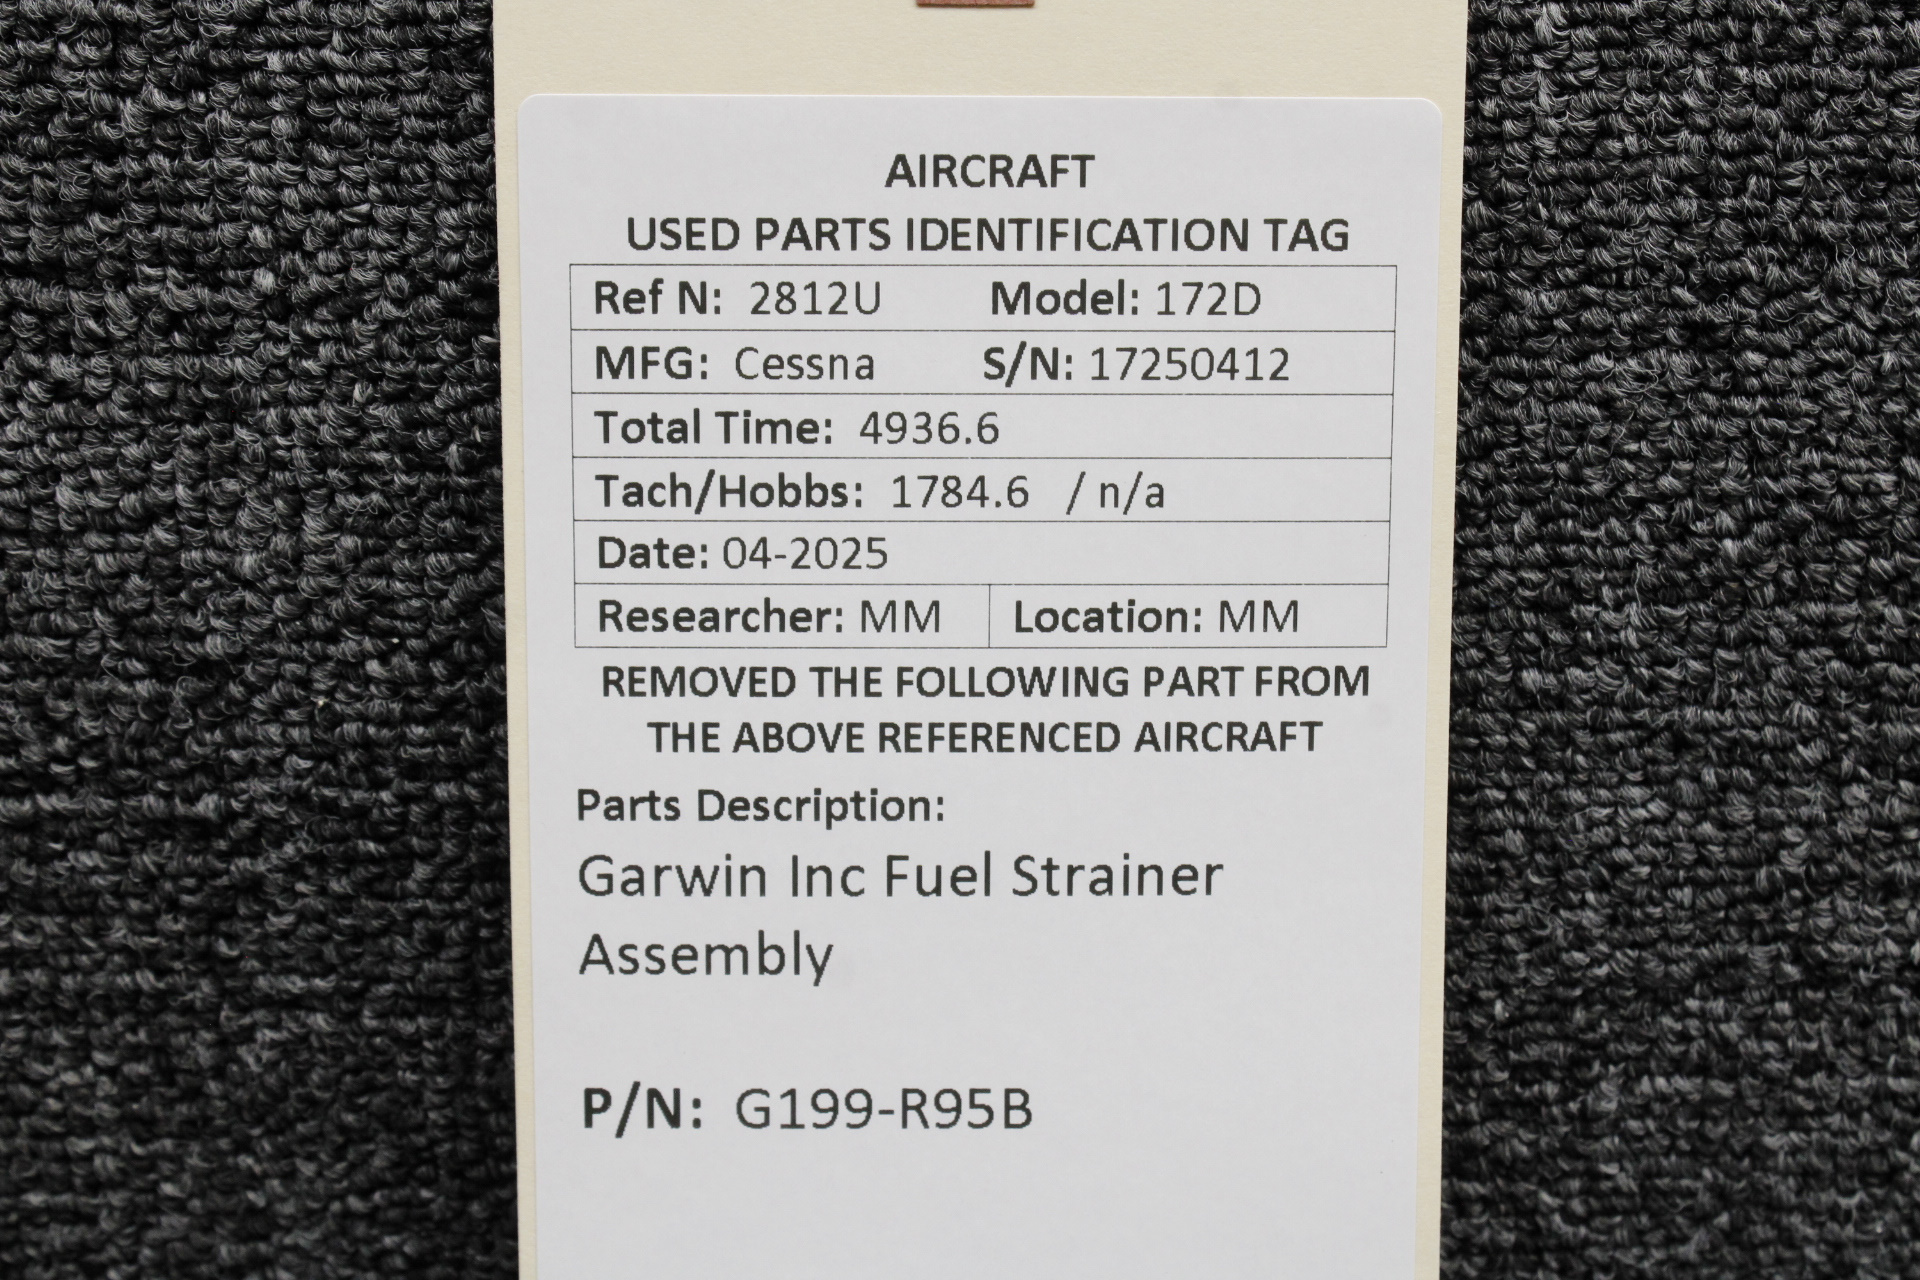 AIRCRAFT
USED PARTS IDENTIFICATION TAG
Ref N: 2812U Model: 172D
MFG: Cessna S/N: 17250412
Total Time: 4936.6
Tach/Hobbs: 1784.6 / n/a
Date: 04-2025
Researcher: MM Location: MM
REMOVED THE FOLLOWING PART FROM
THE ABOVE REFERENCED AIRCRAFT
Parts Description:
Garwin Inc Fuel Strainer
Assembly
P/N: G199-R95B